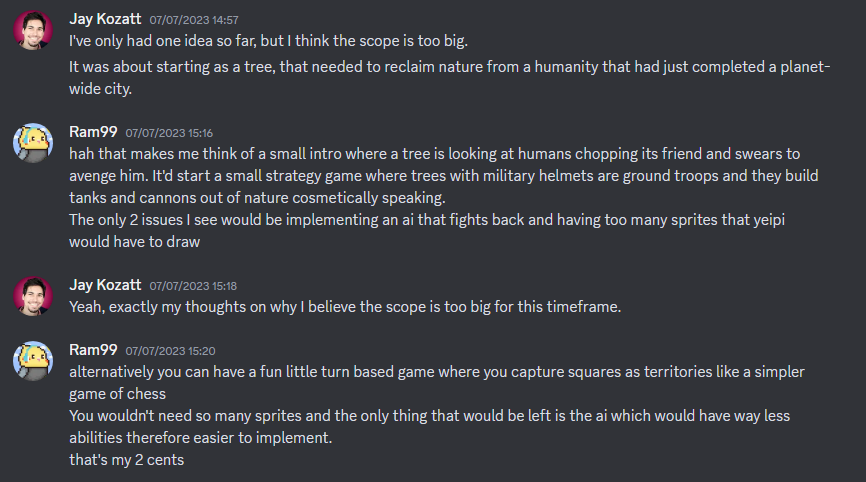 Jay Kozatt 07/07/2023 14:57
I've only had one idea so far, but I think the scope is too big.
It was about starting as a tree, that needed to reclaim nature from a humanity that had just completed a planet-
wide city.
Ram99 07/07/2023 15:16
hah that makes me think of a small intro where a tree is looking at humans chopping its friend and swears to
avenge him. It'd start a small strategy game where trees with military helmets are ground troops and they build
tanks and cannons out of nature cosmetically speaking.
The only 2 issues I see would be implementing an ai that fights back and having too many sprites that yeipi
would have to draw
Jay Kozatt 07/07/2023 15:18
Yeah, exactly my thoughts on why I believe the scope is too big for this timeframe.
Ram99 07/07/2023 15:20
alternatively you can have a fun little turn based game where you capture squares as territories like a simpler
game of chess
You wouldn't need so many sprites and the only thing that would be left is the ai which would have way less
abilities therefore easier to implement.
that's my 2 cents